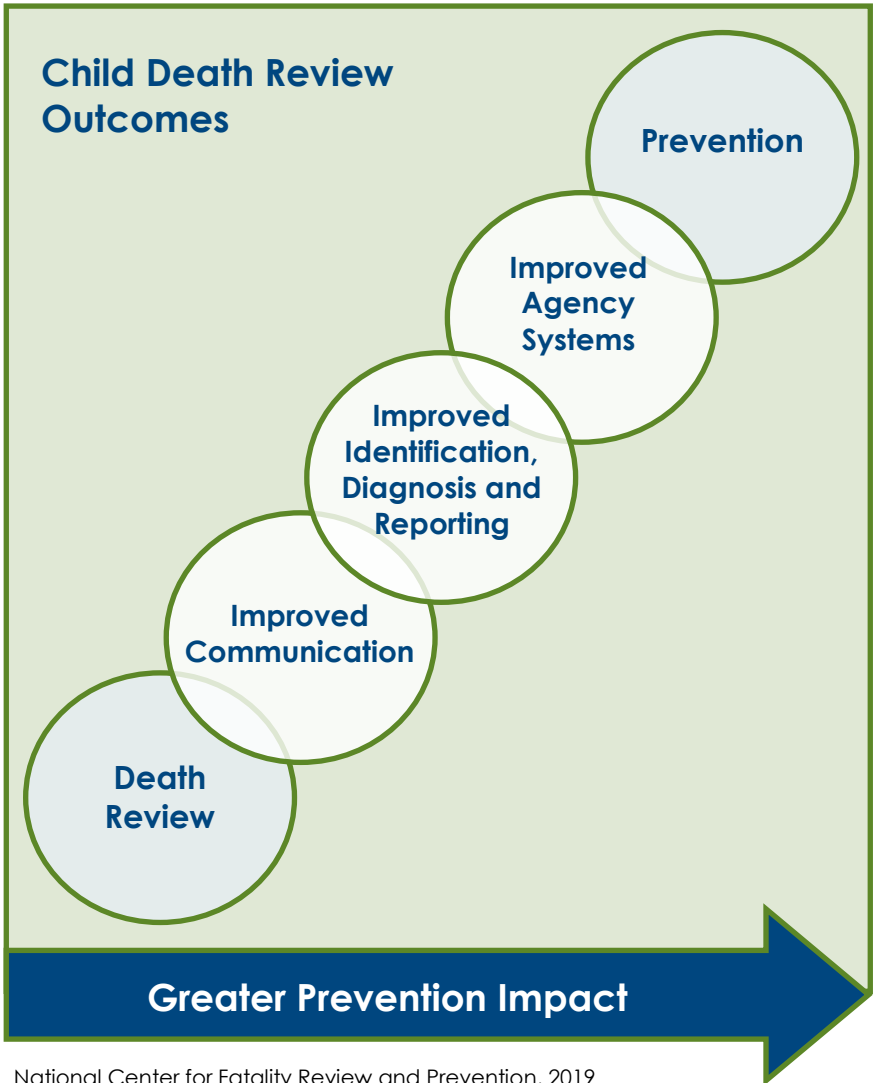 Child Death Review
Outcomes
Prevention
Improved
Agency
Systems
Improved
Identification,
Diagnosis and
Reporting
Improved
Communication
Death
Review
Greater Prevention Impact
National Center for Fatality Review and Prevention, 2019